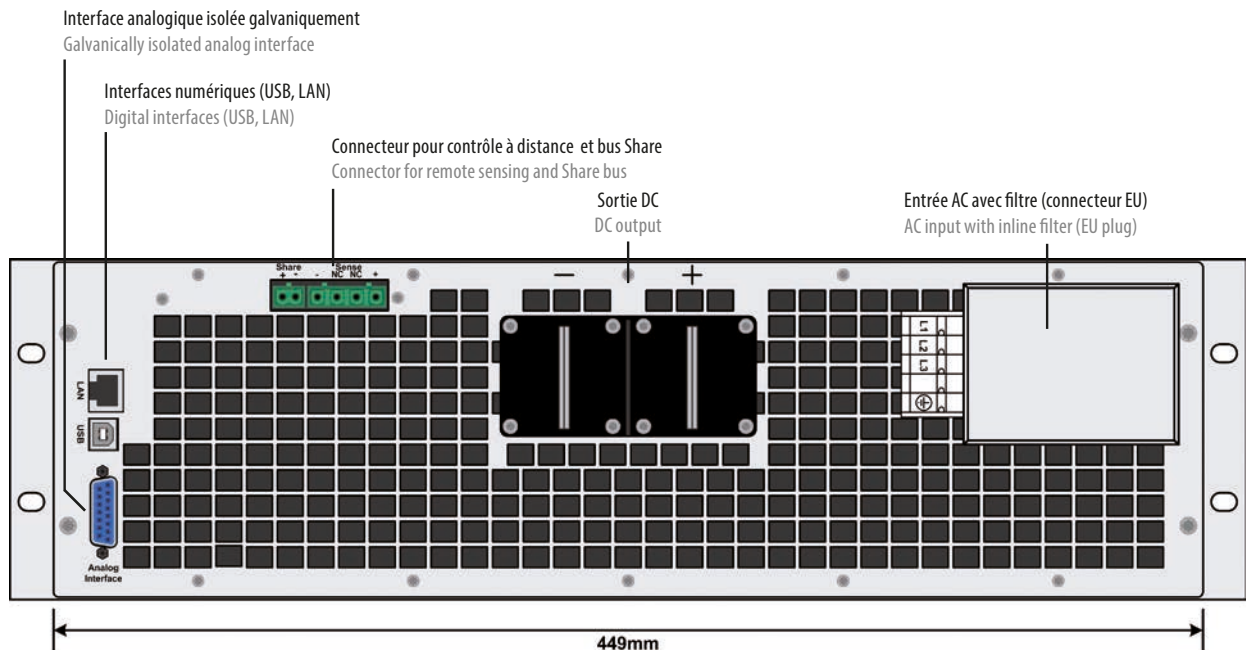 Interface analogique isolée galvaniquement
Galvanically isolated analog interface
Interfaces numériques (USB, LAN)
Digital interfaces (USB, LAN)
Connecteur pour contrôle à distance et bus Share
Connector for remote sensing and Share bus
Sortie DC
DC output
Entrée AC avec filtre (connecteur EU)
AC input with inline filter (EU plug)
Share
+ -
Sense
- NC NC +
− +
L1
L2
L3
LAN
USB
Analog
Interface
449mm